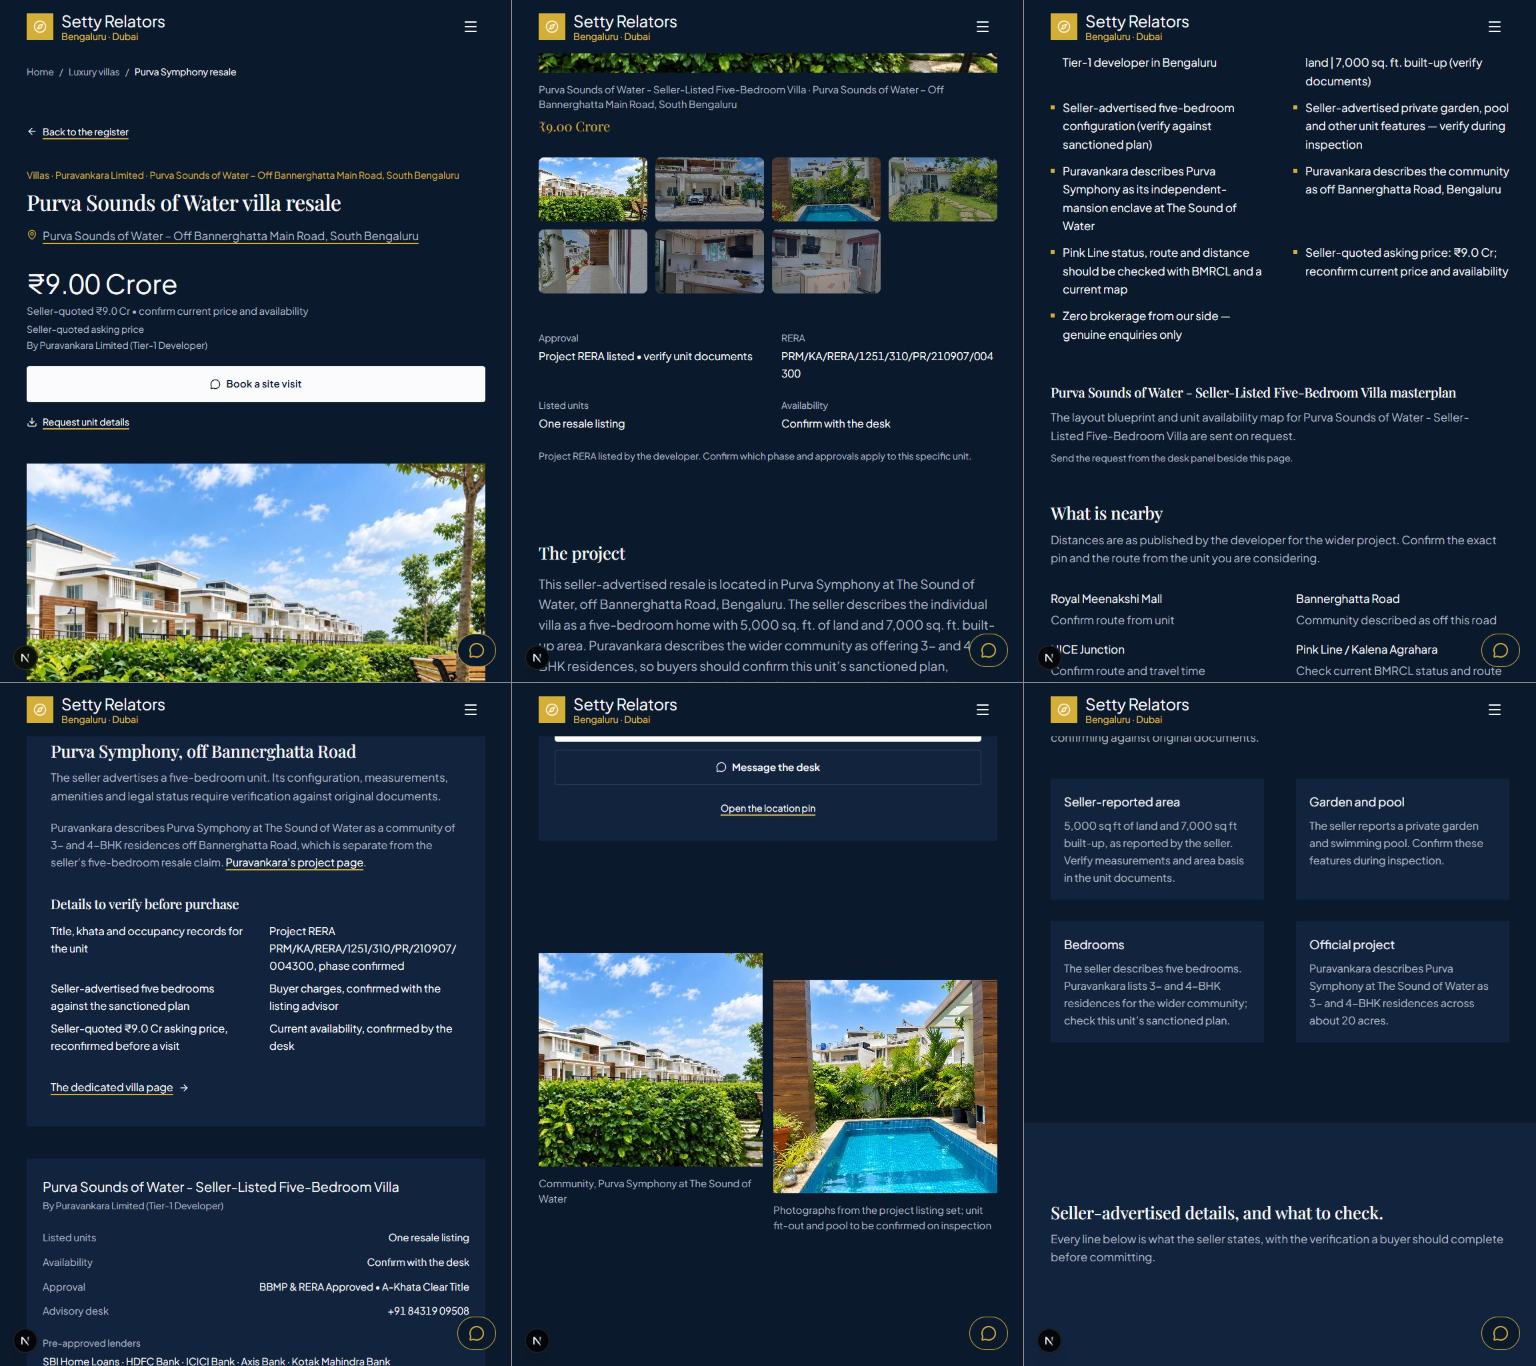 Setty Relators
Bengaluru · Dubai
Home / Luxury villas / Purva Symphony resale
Back to the register
Villas · Puravankara Limited · Purva Sounds of Water – Off Bannerghatta Main Road, South Bengaluru
Purva Sounds of Water villa resale
Purva Sounds of Water – Off Bannerghatta Main Road, South Bengaluru
₹9.00 Crore
Seller-quoted ₹9.0 Cr • confirm current price and availability
Seller-quoted asking price
By Puravankara Limited (Tier-1 Developer)
Book a site visit
Request unit details
N
Setty Relators
Bengaluru · Dubai
Purva Sounds of Water - Seller-Listed Five-Bedroom Villa · Purva Sounds of Water – Off
Bannerghatta Main Road, South Bengaluru
₹9.00 Crore
Approval
Project RERA listed • verify unit documents
RERA
PRM/KA/RERA/1251/310/PR/210907/004
300
Listed units
One resale listing
Availability
Confirm with the desk
Project RERA listed by the developer. Confirm which phase and approvals apply to this specific unit.
The project
This seller-advertised resale is located in Purva Symphony at The Sound of
Water, off Bannerghatta Road, Bengaluru. The seller describes the individual
villa as a five-bedroom home with 5,000 sq. ft. of land and 7,000 sq. ft. built-
up area. Puravankara describes the wider community as offering 3- and 4
BHK residences, so buyers should confirm this unit's sanctioned plan,
N
Setty Relators
Bengaluru · Dubai
Tier-1 developer in Bengaluru
land | 7,000 sq. ft. built-up (verify
documents)
Seller-advertised five-bedroom
configuration (verify against
sanctioned plan)
Seller-advertised private garden, pool
and other unit features — verify during
inspection
Puravankara describes Purva
Symphony as its independent-
mansion enclave at The Sound of
Water
Puravankara describes the community
as off Bannerghatta Road, Bengaluru
Pink Line status, route and distance
should be checked with BMRCL and a
current map
Seller-quoted asking price: ₹9.0 Cr;
reconfirm current price and availability
Zero brokerage from our side —
genuine enquiries only
Purva Sounds of Water - Seller-Listed Five-Bedroom Villa masterplan
The layout blueprint and unit availability map for Purva Sounds of Water - Seller-
Listed Five-Bedroom Villa are sent on request.
Send the request from the desk panel beside this page.
What is nearby
Distances are as published by the developer for the wider project. Confirm the exact
pin and the route from the unit you are considering.
Royal Meenakshi Mall
Confirm route from unit
Bannerghatta Road
Community described as off this road
NICE Junction
Confirm route and travel time
Pink Line / Kalena Agrahara
Check current BMRCL status and route
N
Setty Relators
Bengaluru · Dubai
Purva Symphony, off Bannerghatta Road
The seller advertises a five-bedroom unit. Its configuration, measurements,
amenities and legal status require verification against original documents.
Puravankara describes Purva Symphony at The Sound of Water as a community of
3- and 4-BHK residences off Bannerghatta Road, which is separate from the
seller's five-bedroom resale claim. Puravankara's project page.
Details to verify before purchase
Title, khata and occupancy records for
the unit
Project RERA
PRM/KA/RERA/1251/310/PR/210907/
004300, phase confirmed
Seller-advertised five bedrooms
against the sanctioned plan
Buyer charges, confirmed with the
listing advisor
Seller-quoted ₹9.0 Cr asking price,
reconfirmed before a visit
Current availability, confirmed by the
desk
The dedicated villa page
Purva Sounds of Water - Seller-Listed Five-Bedroom Villa
By Puravankara Limited (Tier-1 Developer)
Listed units One resale listing
Availability Confirm with the desk
Approval BBMP & RERA Approved • A-Khata Clear Title
Advisory desk +91 84319 09508
Pre-approved lenders
SBI Home Loans · HDFC Bank · ICICI Bank · Axis Bank · Kotak Mahindra Bank
N
Setty Relators
Bengaluru · Dubai
Message the desk
Open the location pin
Community, Purva Symphony at The Sound of
Water
Photographs from the project listing set; unit
fit-out and pool to be confirmed on inspection
N
Setty Relators
Bengaluru · Dubai
confirming against original documents.
Seller-reported area
5,000 sq ft of land and 7,000 sq ft
built-up, as reported by the seller.
Verify measurements and area basis
in the unit documents.
Garden and pool
The seller reports a private garden
and swimming pool. Confirm these
features during inspection.
Bedrooms
The seller describes five bedrooms.
Puravankara lists 3- and 4-BHK
residences for the wider community;
check this unit's sanctioned plan.
Official project
Puravankara describes Purva
Symphony at The Sound of Water as
3- and 4-BHK residences across
about 20 acres.
Seller-advertised details, and what to check.
Every line below is what the seller states, with the verification a buyer should complete
before committing.
N